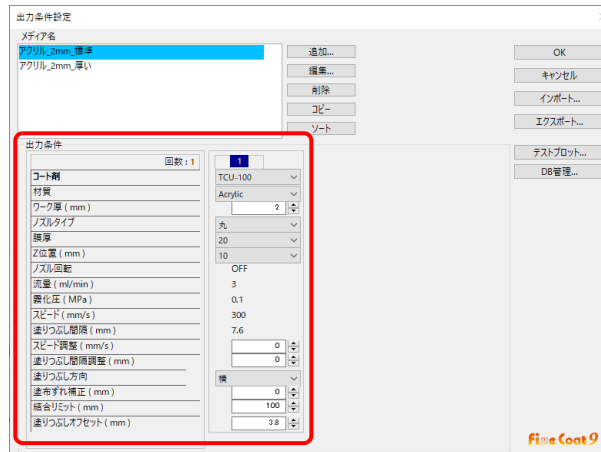 出力条件設定
メディア名
アクリル_2mm_標準
アクリル_2mm_厚い
追加...
編集...
削除
コピー
ソート
OK
キャンセル
インポート...
エクスポート...
テストプロット...
DB管理...
出力条件
回数 : 1 1
コート剤 TCU-100
材質 Acrylic
ワーク厚 ( mm ) 2
ノズルタイプ 丸
膜厚 20
Z位置 ( mm ) 10
ノズル回転 OFF
流量 ( ml/min ) 3
霧化圧 ( MPa ) 0.1
スピード ( mm/s ) 300
塗りつぶし間隔 ( mm ) 7.6
スピード調整 ( mm/s ) 0
塗りつぶし間隔調整 ( mm ) 0
塗りつぶし方向 横
塗布ずれ補正 ( mm ) 0
結合リミット ( mm ) 100
塗りつぶしオフセット ( mm ) 3.8
Fine Coat 9